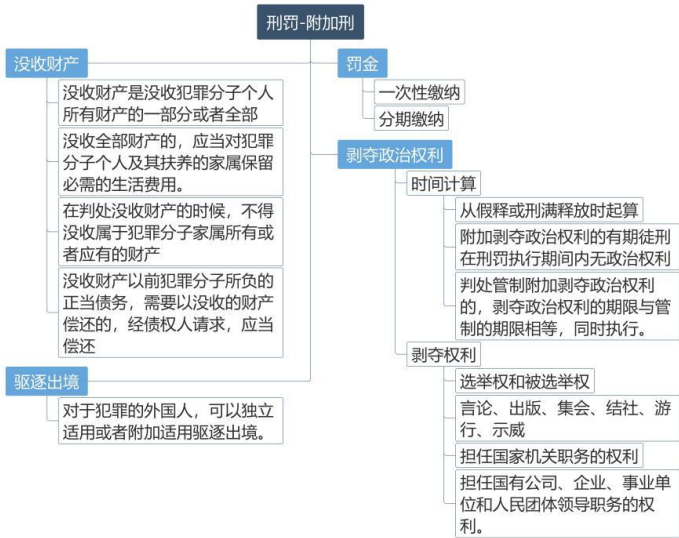 刑罚-附加刑
没收财产
没收财产是没收犯罪分子个人
所有财产的一部分或者全部
没收全部财产的，应当对犯罪
分子个人及其扶养的家属保留
必需的生活费用。
在判处没收财产的时候，不得
没收属于犯罪分子家属所有或
者应有的财产
没收财产以前犯罪分子所负的
正当债务，需要以没收的财产
偿还的，经债权人请求，应当
偿还
驱逐出境
对于犯罪的外国人，可以独立
适用或者附加适用驱逐出境。
罚金
一次性缴纳
分期缴纳
剥夺政治权利
时间计算
从假释或刑满释放时起算
附加剥夺政治权利的有期徒刑
在刑罚执行期间内无政治权利
判处管制附加剥夺政治权利
的，剥夺政治权利的期限与管
制的期限相等，同时执行。
剥夺权利
选举权和被选举权
言论、出版、集会、结社、游
行、示威
担任国家机关职务的权利
担任国有公司、企业、事业单
位和人民团体领导职务的权
利。